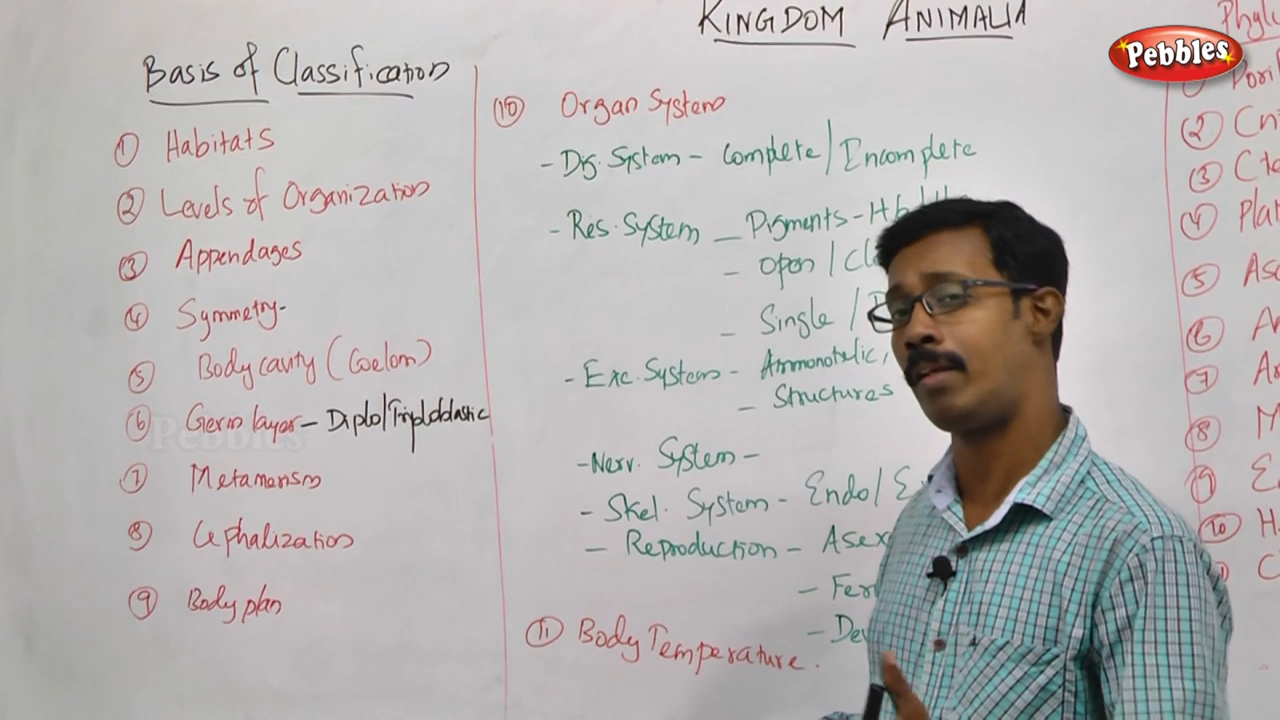 KINGDOM ANIMALIA
Pebbles
Basis of Classification
① Habitats
② Levels of Organization
③ Appendages
④ Symmetry-
⑤ Body cavity (Coelom)
⑥ Germ layer - Diplo/Triploblastic
Pebbles
⑦ Metamerism
⑧ Cephalization
⑨ Body plan
⑩ Organ System
- Dig. System - Complete/Incomplete
- Res. System - Pigments -
- Open /
- Single /
- Exc. System - Ammonotelic,
- Structures
- Nerv. System -
- Skel. System - Endo/
- Reproduction -
⑪ Body Temperature.
②
③
④
⑤
⑥
⑦
⑧
⑨
⑩